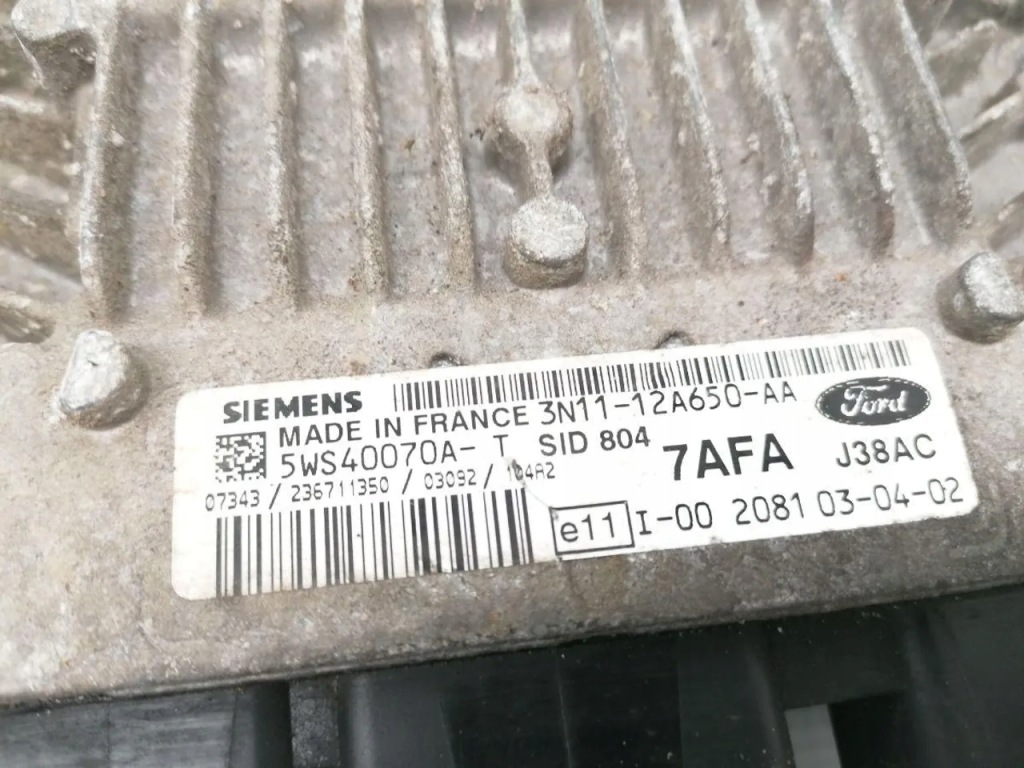 SIEMENS
MADE IN FRANCE 3N11-12A650-AA
Ford
5WS40070A-T SID 804 7AFA J38AC
07343 / 236711350 / 03092 / 104A2
e11 I-00 2081 03-04-02